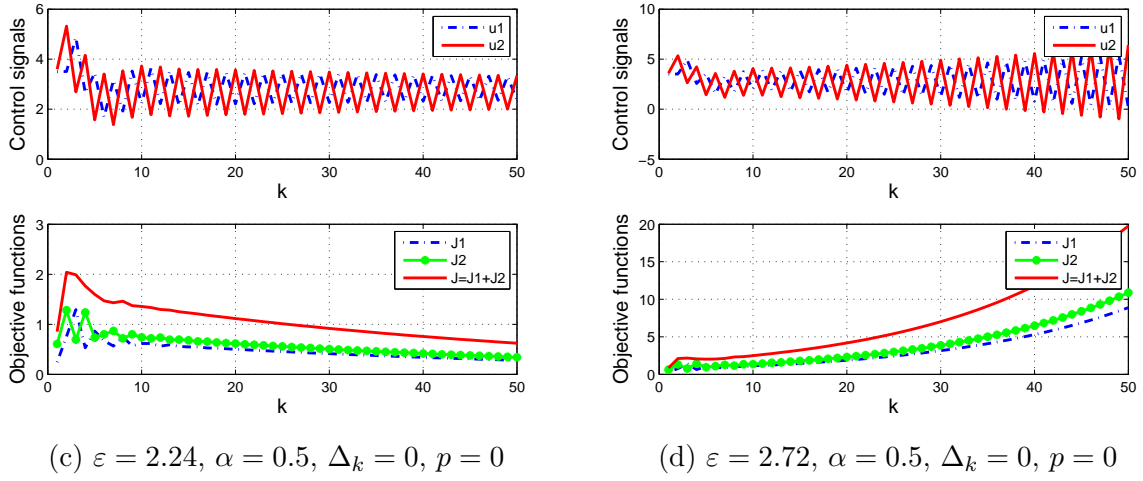 6
4
2
0
0
10
20
30
40
50
k
Control signals
u1
u2
10
5
0
−5
0
10
20
30
40
50
k
Control signals
u1
u2
3
2
1
0
0
10
20
30
40
50
k
Objective functions
J1
J2
J=J1+J2
20
15
10
5
0
0
10
20
30
40
50
k
Objective functions
J1
J2
J=J1+J2
(c) ε = 2.24, α = 0.5, Δₖ = 0, p = 0
(d) ε = 2.72, α = 0.5, Δₖ = 0, p = 0